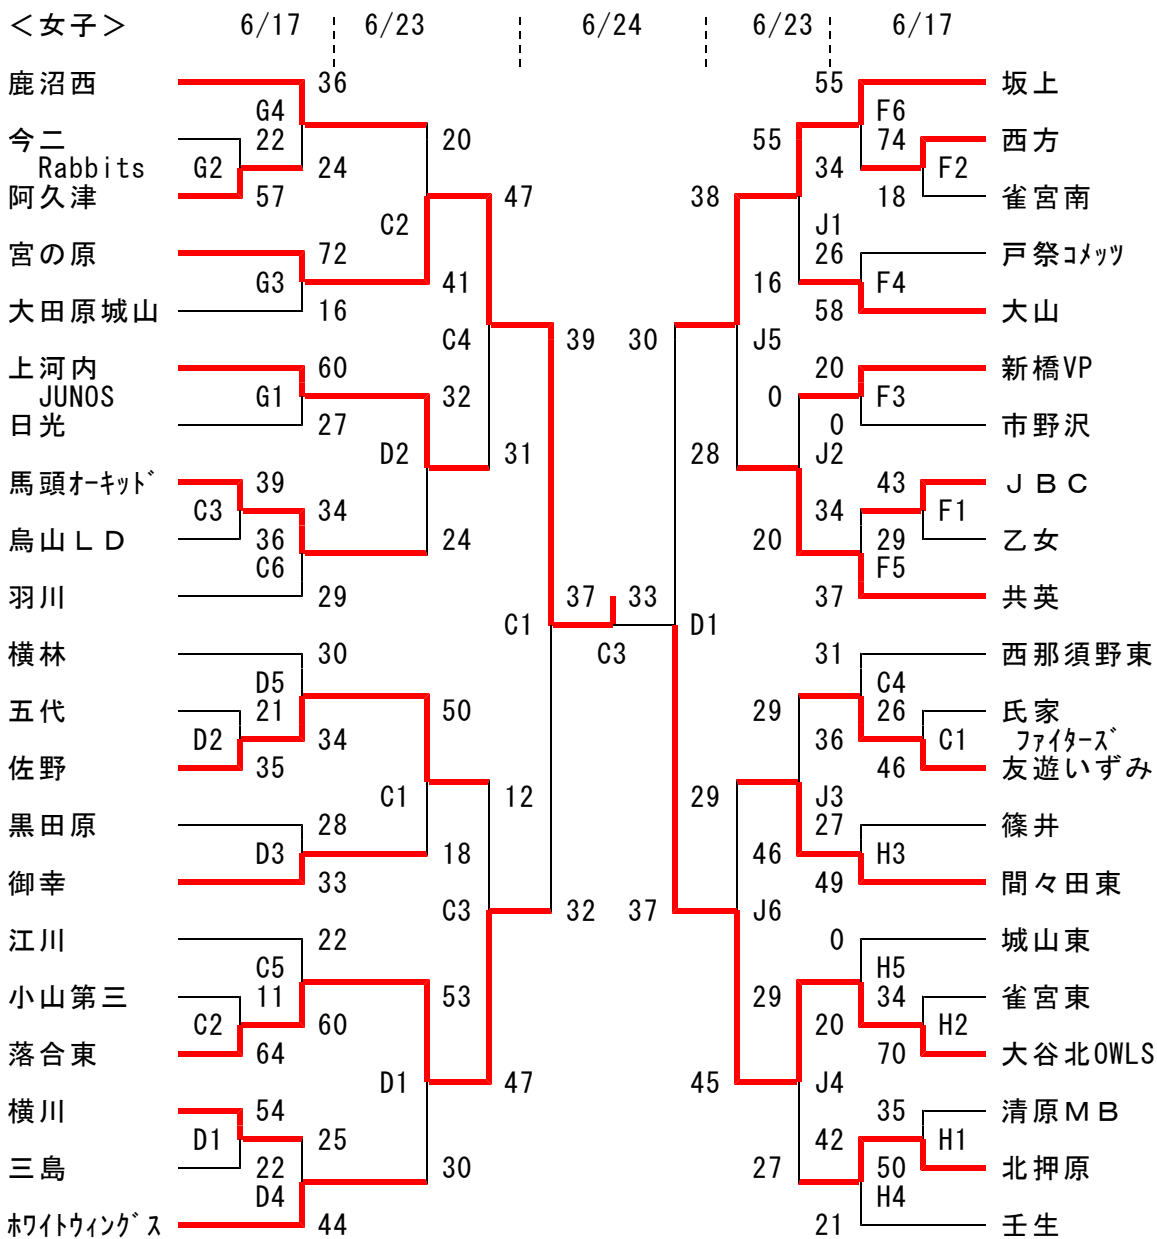 ＜女子＞ 6/17 6/23 6/24 6/23 6/17
鹿沼西 36 55 坂上
G4 F6
今二 22 20 55 74 西方
Rabbits G2 24 34 F2
阿久津 57 47 38 18 雀宮南
C2 J1
宮の原 72 26 戸祭コメッツ
G3 41 16 F4
大田原城山 16 58 大山
C4 39 30 J5
上河内 60 20 新橋VP
JUNOS G1 32 0 F3
日光 27 0 市野沢
D2 31 28 J2
馬頭オーキッド 39 43 ＪＢＣ
C3 34 34 F1
烏山ＬＤ 36 24 20 29 乙女
C6 F5
羽川 29 37 33 37 共英
C1 D1
横林 30 C3 31 西那須野東
D5 C4
五代 21 50 29 26 氏家
D2 34 36 C1 ファイターズ
佐野 35 46 友遊いずみ
C1 12 29 J3
黒田原 28 27 篠井
D3 18 46 H3
御幸 33 49 間々田東
C3 32 37 J6
江川 22 0 城山東
C5 H5
小山第三 11 53 29 34 雀宮東
C2 60 20 H2
落合東 64 70 大谷北OWLS
D1 47 45 J4
横川 54 35 清原ＭＢ
D1 25 42 H1
三島 22 30 27 50 北押原
D4 H4
ホワイトウィングス 44 21 壬生